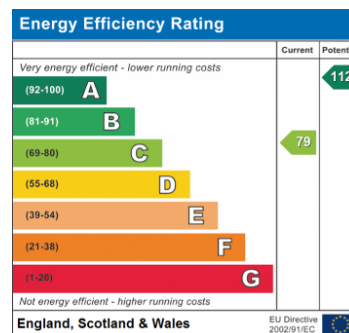 Energy Efficiency Rating
Current Potent
Very energy efficient - lower running costs
(92-100) A 112
(81-91) B
(69-80) C 79
(55-68) D
(39-54) E
(21-38) F
(1-20) G
Not energy efficient - higher running costs
England, Scotland & Wales
EU Directive
2002/91/EC